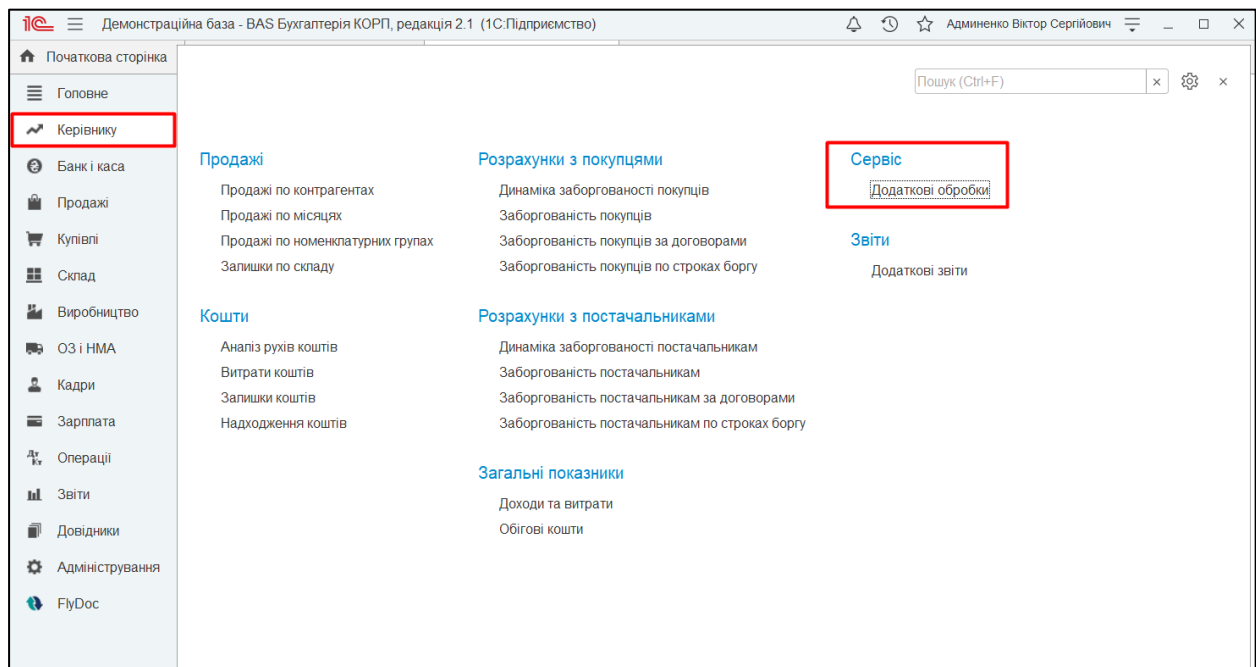 1С Демонстраційна база - BAS Бухгалтерія КОРП, редакція 2.1 (1С:Підприємство) Админенко Віктор Сергійович
Початкова сторінка
Пошук (Ctrl+F)
Головне
Керівнику
Банк і каса
Продажі
Купівлі
Склад
Виробництво
ОЗ і НМА
Кадри
Зарплата
Дт Кт Операції
Звіти
Довідники
Адміністрування
FlyDoc
Продажі
Продажі по контрагентах
Продажі по місяцях
Продажі по номенклатурних групах
Залишки по складу
Кошти
Аналіз рухів коштів
Витрати коштів
Залишки коштів
Надходження коштів
Розрахунки з покупцями
Динаміка заборгованості покупців
Заборгованість покупців
Заборгованість покупців за договорами
Заборгованість покупців по строках боргу
Розрахунки з постачальниками
Динаміка заборгованості постачальникам
Заборгованість постачальникам
Заборгованість постачальникам за договорами
Заборгованість постачальникам по строках боргу
Загальні показники
Доходи та витрати
Обігові кошти
Сервіс
Додаткові обробки
Звіти
Додаткові звіти